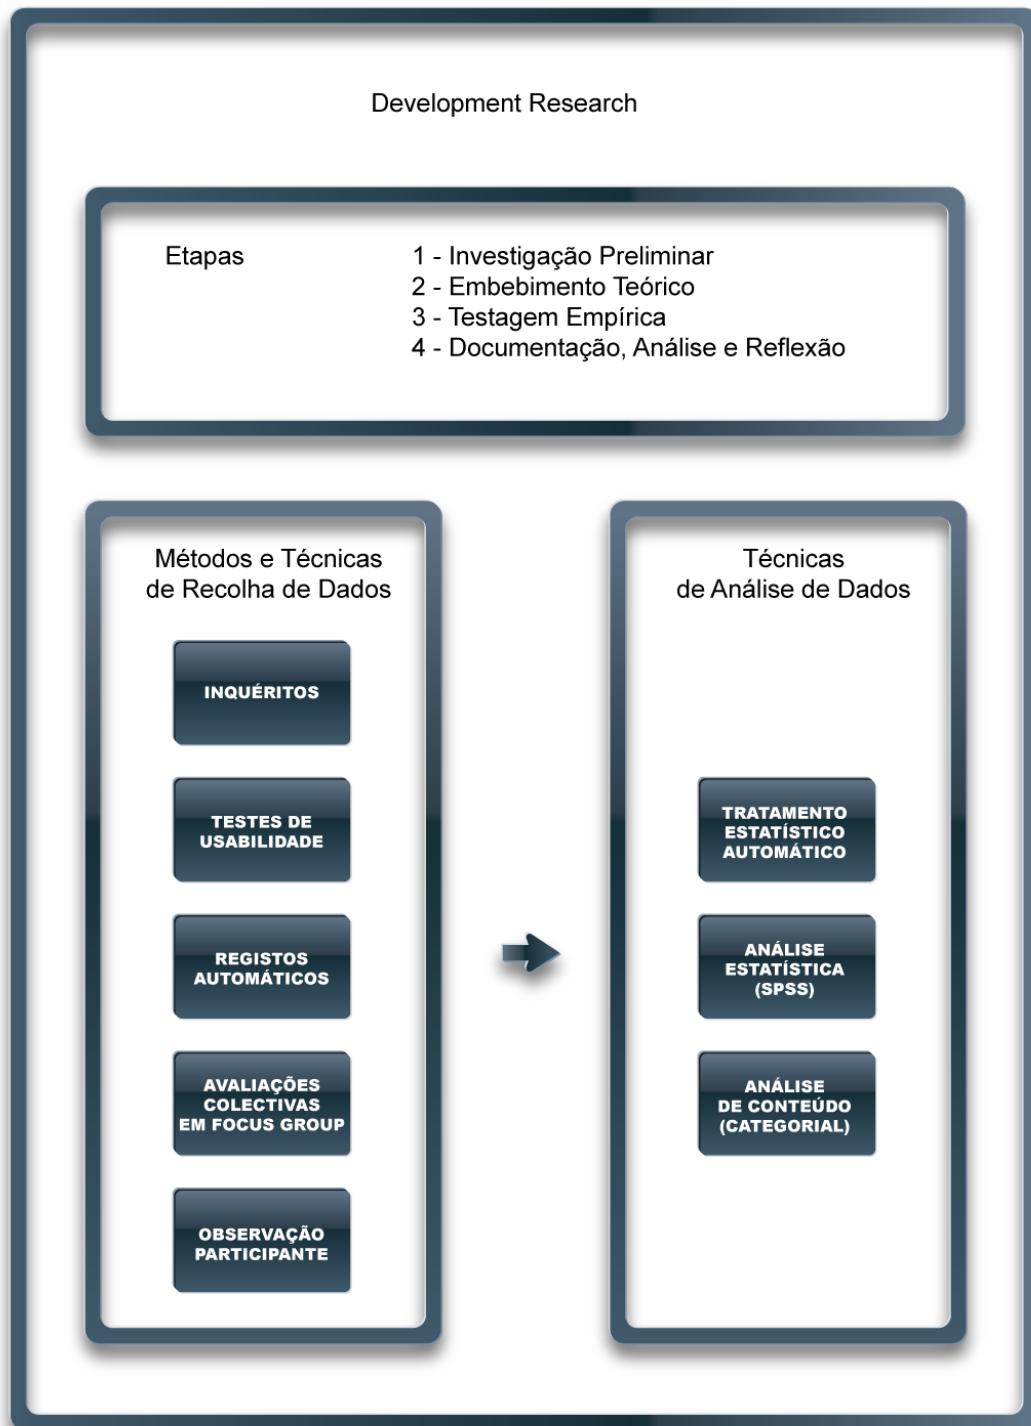 Development Research
Etapas
1 - Investigação Preliminar
2 - Embebimento Teórico
3 - Testagem Empírica
4 - Documentação, Análise e Reflexão
Métodos e Técnicas
de Recolha de Dados
INQUÉRITOS
TESTES DE
USABILIDADE
REGISTOS
AUTOMÁTICOS
AVALIAÇÕES
COLECTIVAS
EM FOCUS GROUP
OBSERVAÇÃO
PARTICIPANTE
Técnicas
de Análise de Dados
TRATAMENTO
ESTATÍSTICO
AUTOMÁTICO
ANÁLISE
ESTATÍSTICA
(SPSS)
ANÁLISE
DE CONTEÚDO
(CATEGORIAL)